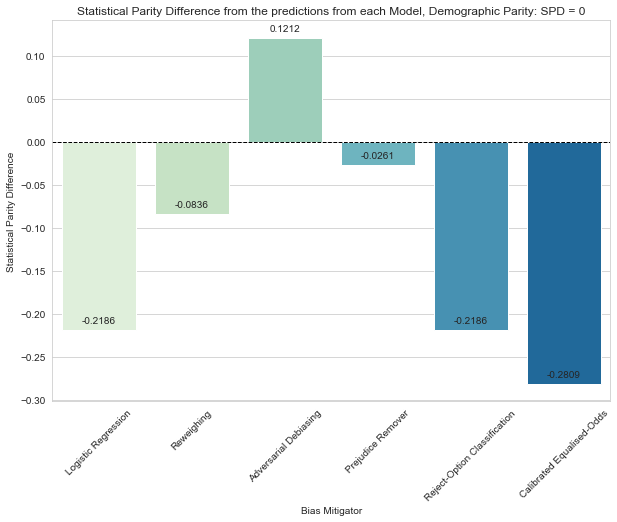 Statistical Parity Difference from the predictions from each Model, Demographic Parity: SPD = 0
0.10
0.05
0.00
−0.05
−0.10
−0.15
−0.20
−0.25
−0.30
Statistical Parity Difference
-0.2186
-0.0836
0.1212
-0.0261
-0.2186
-0.2809
Logistic Regression
Reweighing
Adversarial Debiasing
Prejudice Remover
Reject-Option Classification
Calibrated Equalised-Odds
Bias Mitigator